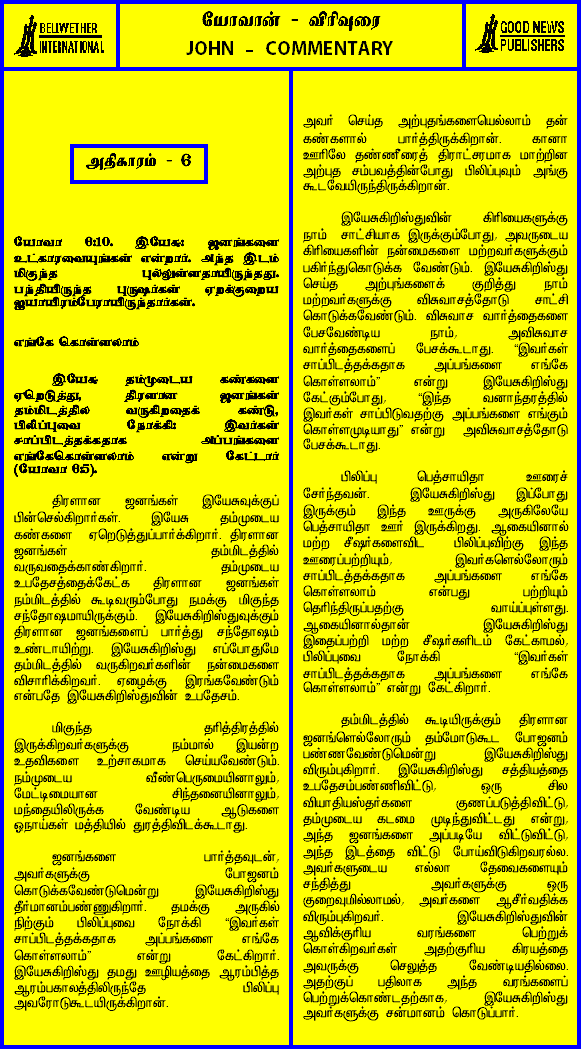 BELWETHER
INTERNATIONAL
யோவான் - விரிவுரை
JOHN - COMMENTARY
GOOD NEWS
PUBLISHERS
அதிகாரம் - 6
யோவா 6:10. இயேசு: ஜனங்களை
உட்காரவையுங்கள் என்றார். அந்த இடம்
மிகுந்த புல்லுள்ளதாயிருந்தது.
பந்தியிருந்த புருஷர்கள் ஏறக்குறைய
ஐயாயிரம்பேராயிருந்தார்கள்.
எங்கே கொள்ளலாம்
இயேசு தம்முடைய கண்களை
ஏறெடுத்து, திரளான ஜனங்கள்
தம்மிடத்தில் வருகிறதைக் கண்டு,
பிலிப்புவை நோக்கி: இவர்கள்
சாப்பிடத்தக்கதாக அப்பங்களை
எங்கேகொள்ளலாம் என்று கேட்டார்
(யோவா 6:5).
திரளான ஜனங்கள் இயேசுவுக்குப்
பின்செல்கிறார்கள். இயேசு தம்முடைய
கண்களை ஏறெடுத்துப்பார்க்கிறார். திரளான
ஜனங்கள் தம்மிடத்தில்
வருவதைக்காண்கிறார். தம்முடைய
உபதேசத்தைக்கேட்க திரளான ஜனங்கள்
நம்மிடத்தில் கூடிவரும்போது நமக்கு மிகுந்த
சந்தோஷமாயிருக்கும். இயேசுகிறிஸ்துவுக்கும்
திரளான ஜனங்களைப் பார்த்து சந்தோஷம்
உண்டாயிற்று. இயேசுகிறிஸ்து எப்போதுமே
தம்மிடத்தில் வருகிறவர்களின் நன்மைகளை
விசாரிக்கிறவர். ஏழைக்கு இரங்கவேண்டும்
என்பதே இயேசுகிறிஸ்துவின் உபதேசம்.
மிகுந்த தரித்திரத்தில்
இருக்கிறவர்களுக்கு நம்மால் இயன்ற
உதவிகளை உற்சாகமாக செய்யவேண்டும்.
நம்முடைய வீண்பெருமையினாலும்,
மேட்டிமையான சிந்தனையினாலும்,
மந்தையிலிருக்க வேண்டிய ஆடுகளை
ஓநாய்கள் மத்தியில் துரத்திவிடக்கூடாது.
ஜனங்களை பார்த்தவுடன்,
அவர்களுக்கு போஜனம்
கொடுக்கவேண்டுமென்று இயேசுகிறிஸ்து
தீர்மானம்பண்ணுகிறார். தமக்கு அருகில்
நிற்கும் பிலிப்புவை நோக்கி “இவர்கள்
சாப்பிடத்தக்கதாக அப்பங்களை எங்கே
கொள்ளலாம்” என்று கேட்கிறார்.
இயேசுகிறிஸ்து தமது ஊழியத்தை ஆரம்பித்த
ஆரம்பகாலத்திலிருந்தே பிலிப்பு
அவரோடுகூடயிருக்கிறான்.
அவர் செய்த அற்புதங்களையெல்லாம் தன்
கண்களால் பார்த்திருக்கிறான். கானா
ஊரிலே தண்ணீரைத் திராட்சரமாக மாற்றின
அற்புத சம்பவத்தின்போது பிலிப்புவும் அங்கு
கூடவேயிருந்திருக்கிறான்.
இயேசுகிறிஸ்துவின் கிரியைகளுக்கு
நாம் சாட்சியாக இருக்கும்போது, அவருடைய
கிரியைகளின் நன்மைகளை மற்றவர்களுக்கும்
பகிர்ந்துகொடுக்க வேண்டும். இயேசுகிறிஸ்து
செய்த அற்புங்களைக் குறித்து நாம்
மற்றவர்களுக்கு விசுவாசத்தோடு சாட்சி
கொடுக்கவேண்டும். விசுவாச வார்த்தைகளை
பேசவேண்டிய நாம், அவிசுவாச
வார்த்தைகளைப் பேசக்கூடாது. “இவர்கள்
சாப்பிடத்தக்கதாக அப்பங்களை எங்கே
கொள்ளலாம்” என்று இயேசுகிறிஸ்து
கேட்கும்போது, “இந்த வனாந்தரத்தில்
இவர்கள் சாப்பிடுவதற்கு அப்பங்களை எங்கும்
கொள்ளமுடியாது” என்று அவிசுவாசத்தோடு
பேசக்கூடாது.
பிலிப்பு பெத்சாயிதா ஊரைச்
சேர்ந்தவன். இயேசுகிறிஸ்து இப்போது
இருக்கும் இந்த ஊருக்கு அருகிலேயே
பெத்சாயிதா ஊர் இருக்கிறது. ஆகையினால்
மற்ற சீஷர்களைவிட பிலிப்புவிற்கு இந்த
ஊரைப்பற்றியும், இவர்களெல்லோரும்
சாப்பிடத்தக்கதாக அப்பங்களை எங்கே
கொள்ளலாம் என்பது பற்றியும்
தெரிந்திருப்பதற்கு வாய்ப்புள்ளது.
ஆகையினால்தான் இயேசுகிறிஸ்து
இதைப்பற்றி மற்ற சீஷர்களிடம் கேட்காமல்,
பிலிப்புவை நோக்கி “இவர்கள்
சாப்பிடத்தக்கதாக அப்பங்களை எங்கே
கொள்ளலாம்” என்று கேட்கிறார்.
தம்மிடத்தில் கூடியிருக்கும் திரளான
ஜனங்களெல்லோரும் தம்மோடுகூட போஜனம்
பண்ணவேண்டுமென்று இயேசுகிறிஸ்து
விரும்புகிறார். இயேசுகிறிஸ்து சத்தியத்தை
உபதேசம்பண்ணிவிட்டு, ஒரு சில
வியாதியஸ்தர்களை குணப்படுத்திவிட்டு,
தம்முடைய கடமை முடிந்துவிட்டது என்று,
அந்த ஜனங்களை அப்படியே விட்டுவிட்டு,
அந்த இடத்தை விட்டு போய்விடுகிறவரல்ல.
அவர்களுடைய எல்லா தேவைகளையும்
சந்தித்து அவர்களுக்கு ஒரு
குறைவுமில்லாமல், அவர்களை ஆசீர்வதிக்க
விரும்புகிறவர். இயேசுகிறிஸ்துவின்
ஆவிக்குரிய வரங்களை பெற்றுக்
கொள்கிறவர்கள் அதற்குரிய கிரயத்தை
அவருக்கு செலுத்த வேண்டியதில்லை.
அதற்குப் பதிலாக அந்த வரங்களைப்
பெற்றுக்கொண்டதற்காக, இயேசுகிறிஸ்து
அவர்களுக்கு சன்மானம் கொடுப்பார்.